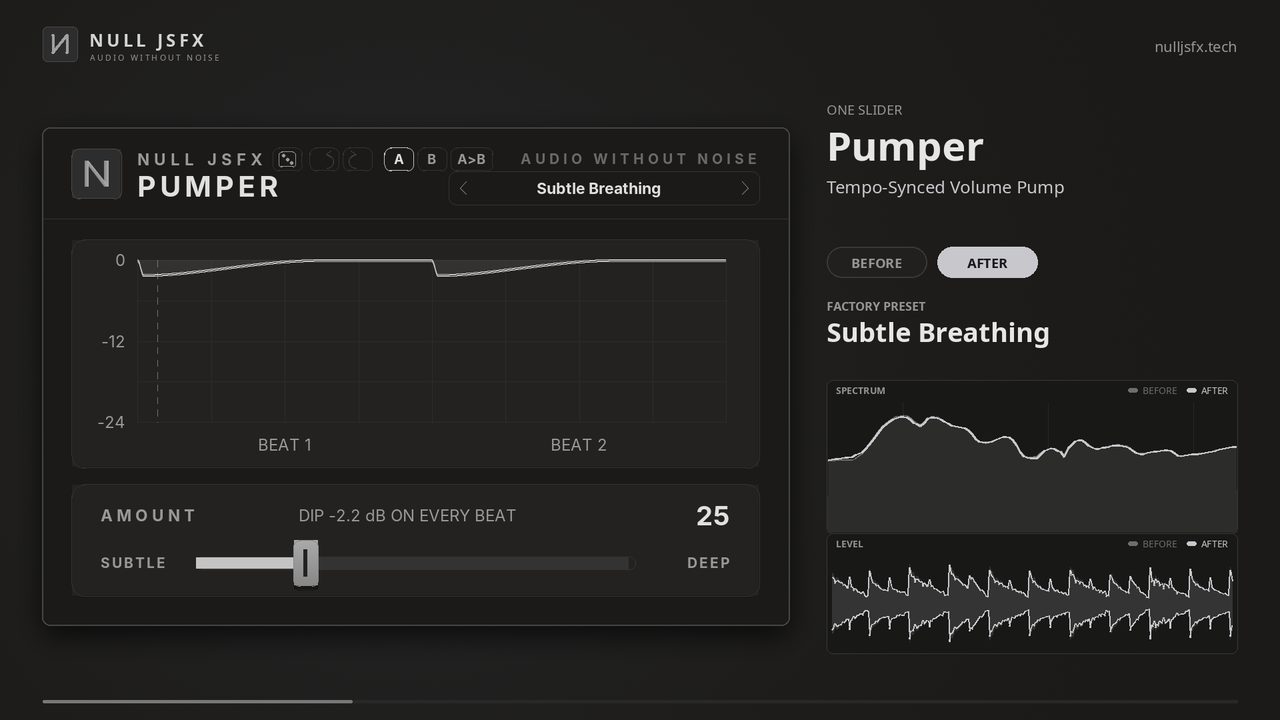 NULL JSFX
AUDIO WITHOUT NOISE
nulljsfx.tech
N
NULL JSFX
A
B
A>B
AUDIO WITHOUT NOISE
PUMPER
Subtle Breathing
0
-12
-24
BEAT 1
BEAT 2
AMOUNT
DIP -2.2 dB ON EVERY BEAT
25
SUBTLE
DEEP
ONE SLIDER
Pumper
Tempo-Synced Volume Pump
BEFORE
AFTER
FACTORY PRESET
Subtle Breathing
SPECTRUM
BEFORE
AFTER
LEVEL
BEFORE
AFTER